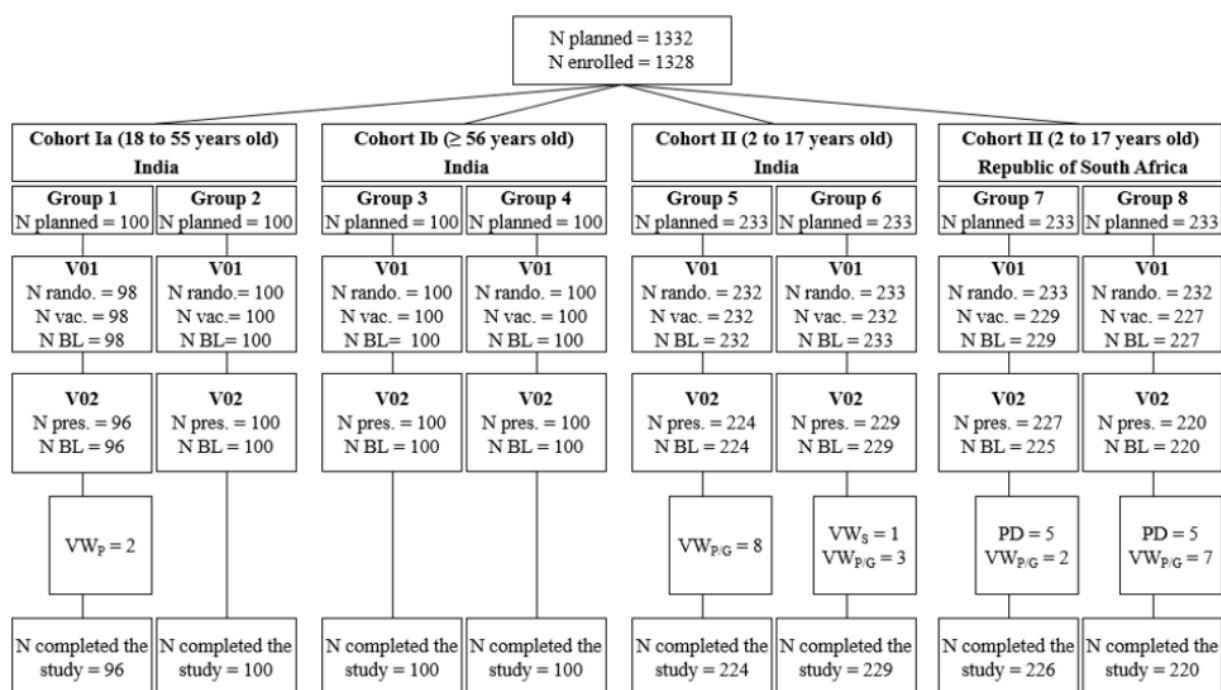 N planned = 1332
N enrolled = 1328
Cohort Ia (18 to 55 years old)
India
Cohort Ib (≥ 56 years old)
India
Cohort II (2 to 17 years old)
India
Cohort II (2 to 17 years old)
Republic of South Africa
Group 1
N planned = 100
Group 2
N planned = 100
Group 3
N planned = 100
Group 4
N planned = 100
Group 5
N planned = 233
Group 6
N planned = 233
Group 7
N planned = 233
Group 8
N planned = 233
V01
N rando. = 98
N vac. = 98
N BL = 98
V01
N rando.= 100
N vac.= 100
N BL= 100
V01
N rando. = 100
N vac. = 100
N BL= 100
V01
N rando. = 100
N vac. = 100
N BL = 100
V01
N rando. = 232
N vac. = 232
N BL = 232
V01
N rando. = 233
N vac. = 232
N BL = 233
V01
N rando. = 233
N vac. = 229
N BL = 229
V01
N rando. = 232
N vac. = 227
N BL = 227
V02
N pres. = 96
N BL = 96
V02
N pres. = 100
N BL = 100
V02
N pres. = 100
N BL = 100
V02
N pres. = 100
N BL = 100
V02
N pres. = 224
N BL = 224
V02
N pres. = 229
N BL = 229
V02
N pres. = 227
N BL = 225
V02
N pres. = 220
N BL = 220
VWP = 2
VWP/G = 8
VWS = 1
VWP/G = 3
PD = 5
VWP/G = 2
PD = 5
VWP/G = 7
N completed the
study = 96
N completed the
study = 100
N completed the
study = 100
N completed the
study = 100
N completed the
study = 224
N completed the
study = 229
N completed the
study = 226
N completed the
study = 220